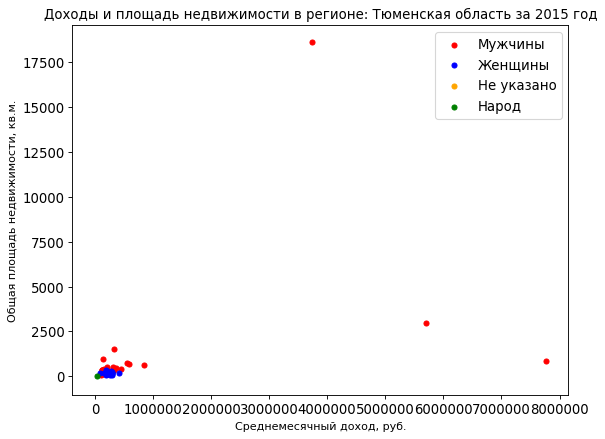 Доходы и площадь недвижимости в регионе: Тюменская область за 2015 год
Мужчины
Женщины
Не указано
Народ
Общая площадь недвижимости, кв.м.
17500
15000
12500
10000
7500
5000
2500
0
0 1000000 2000000 3000000 4000000 5000000 6000000 7000000 8000000
Среднемесячный доход, руб.